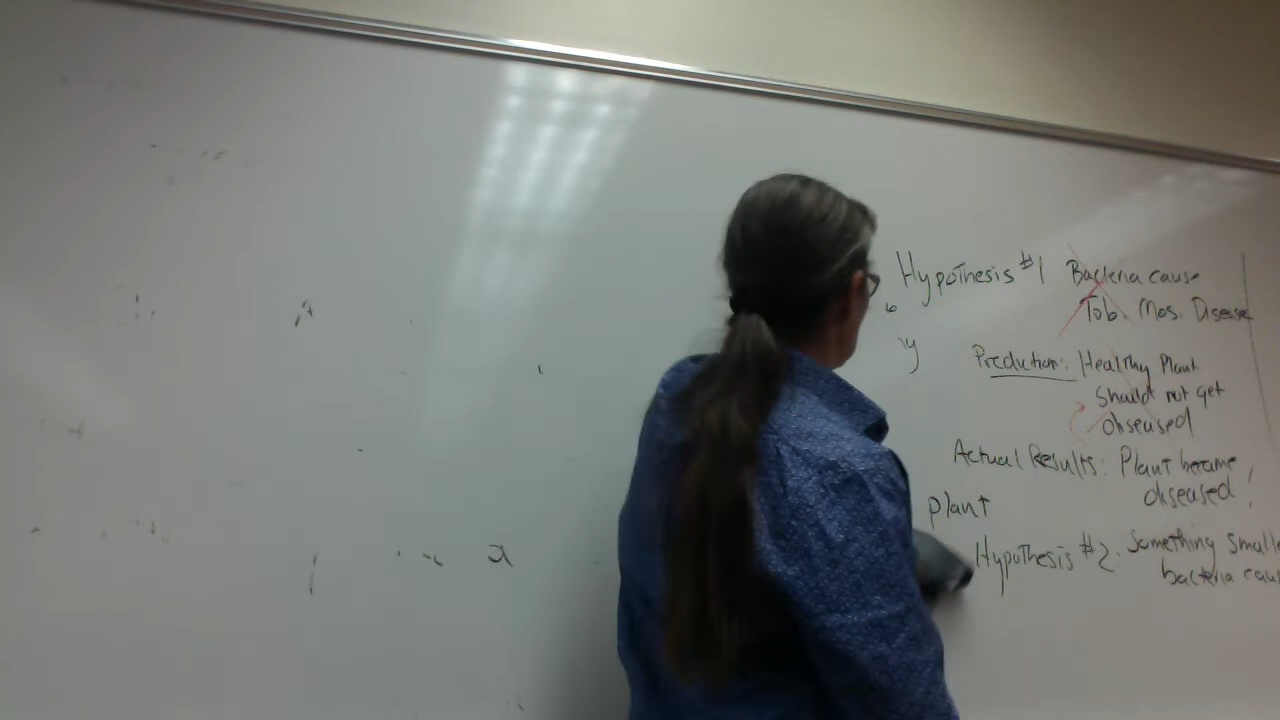 Hypothesis #1 Bacteria cause
Tob. Mos. Disease
Prediction: Healthy Plant
should not get
diseased
Actual Results: Plant became
diseased
plant
Hypothesis #2. Something smalle
bacteria cau